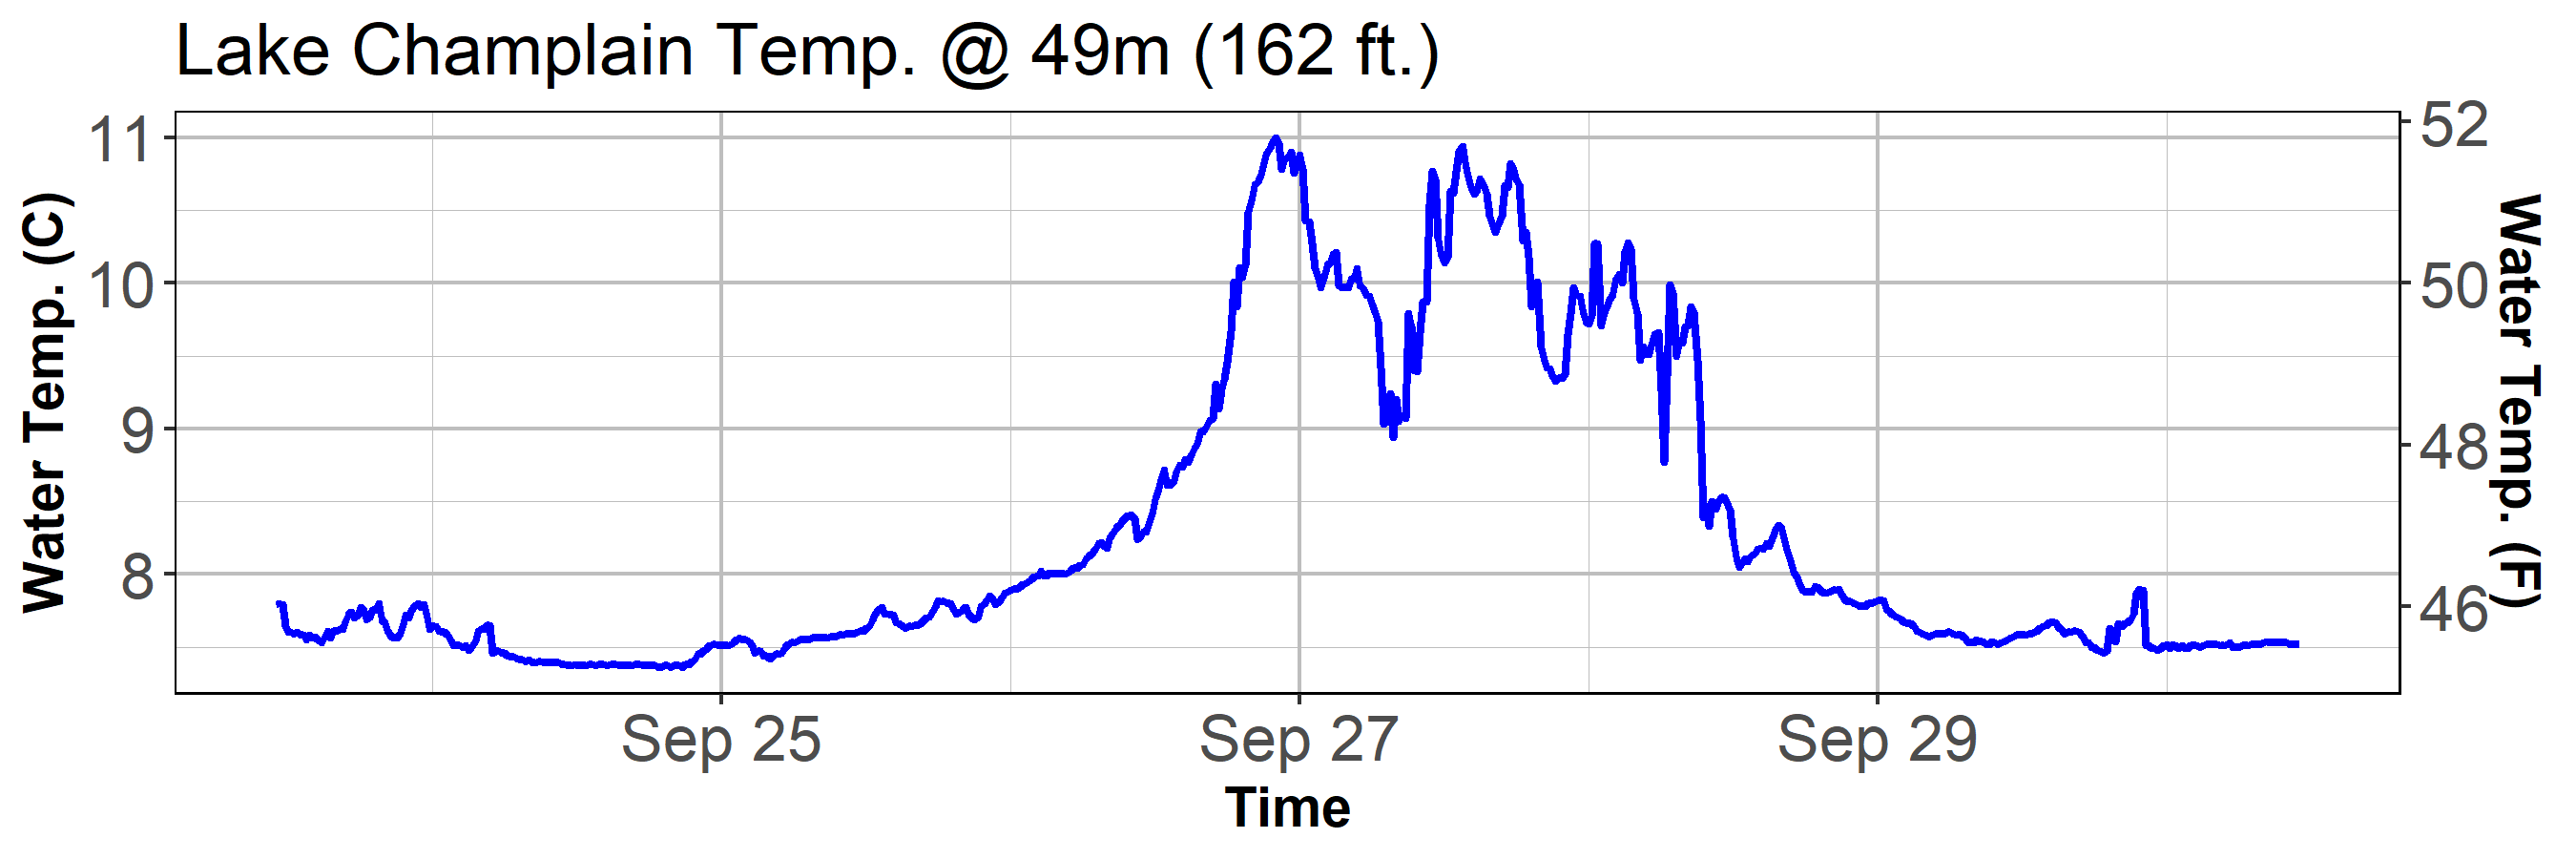 Lake Champlain Temp. @ 49m (162 ft.)
Water Temp. (C)
11
10
9
8
52
50
48
46
Water Temp. (F)
Sep 25
Sep 27
Sep 29
Time